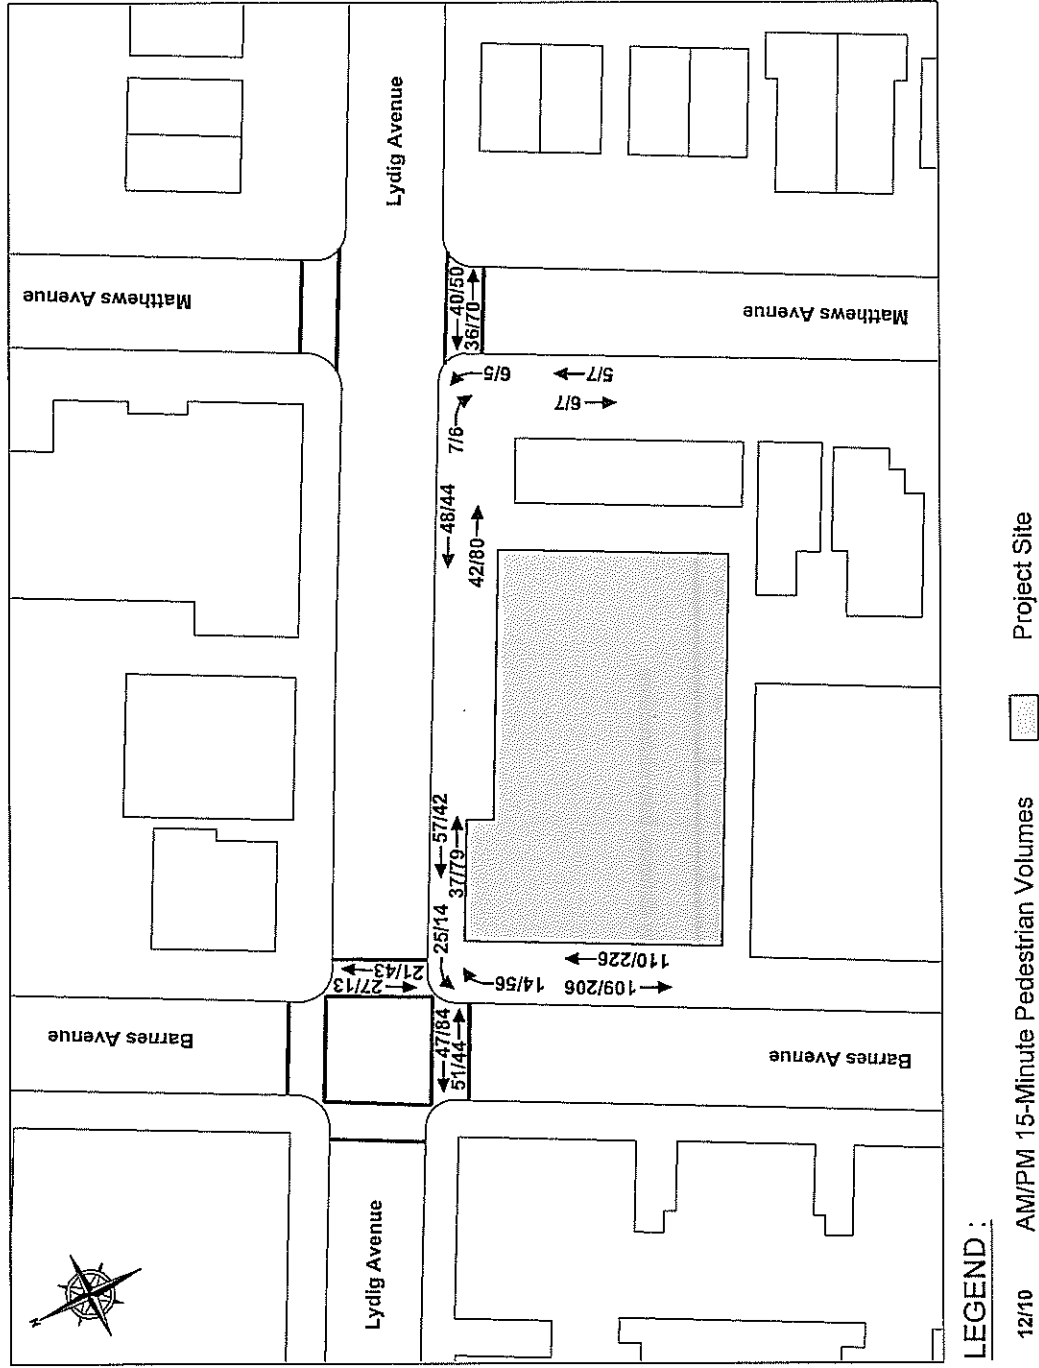 Matthews Avenue
Lydig Avenue
40/50
36/70
Matthews Avenue
6/5
5/7
6/7
7/6
48/44
42/80
57/42
37/79
25/14
21/43
27/13
110/226
14/56
109/206
47/84
51/44
Barnes Avenue
Barnes Avenue
Lydig Avenue
N
LEGEND :
12/10 AM/PM 15-Minute Pedestrian Volumes
Project Site